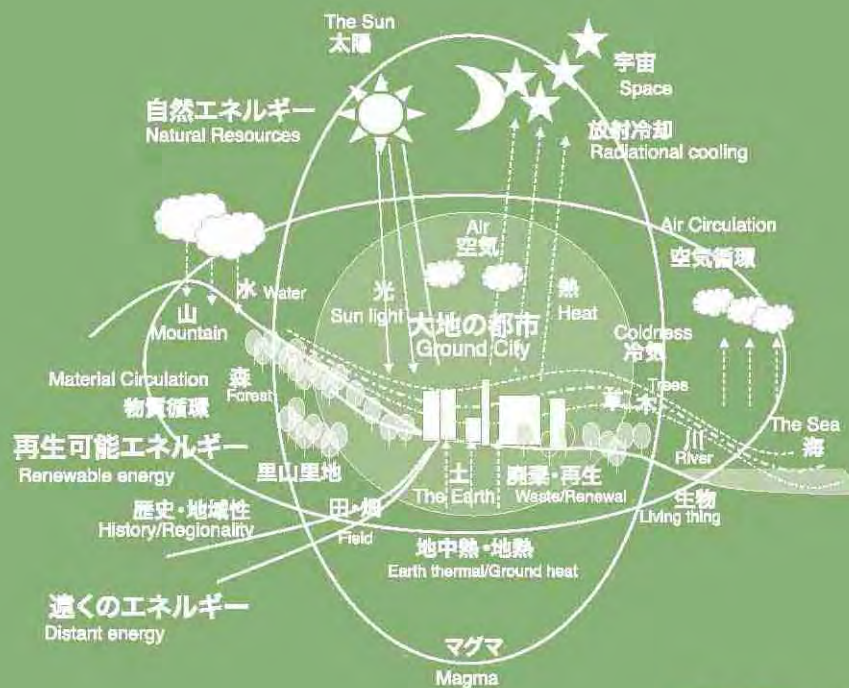 The Sun
太陽
宇宙
Space
自然エネルギー
Natural Resources
放射冷却
Radiational cooling
Air
空気
Air Circulation
空気循環
水 Water
山
Mountain
光
Sun light
熱
Heat
大地の都市
Ground City
Coldness
冷気
Material Circulation
物質循環
森
Forest
Trees
草木
再生可能エネルギー
Renewable energy
里山里地
土
The Earth
廃棄・再生
Waste/Renewal
川
River
The Sea
海
歴史・地域性
History/Regionality
田・畑
Field
生物
Living thing
地中熱・地熱
Earth thermal/Ground heat
遠くのエネルギー
Distant energy
マグマ
Magma